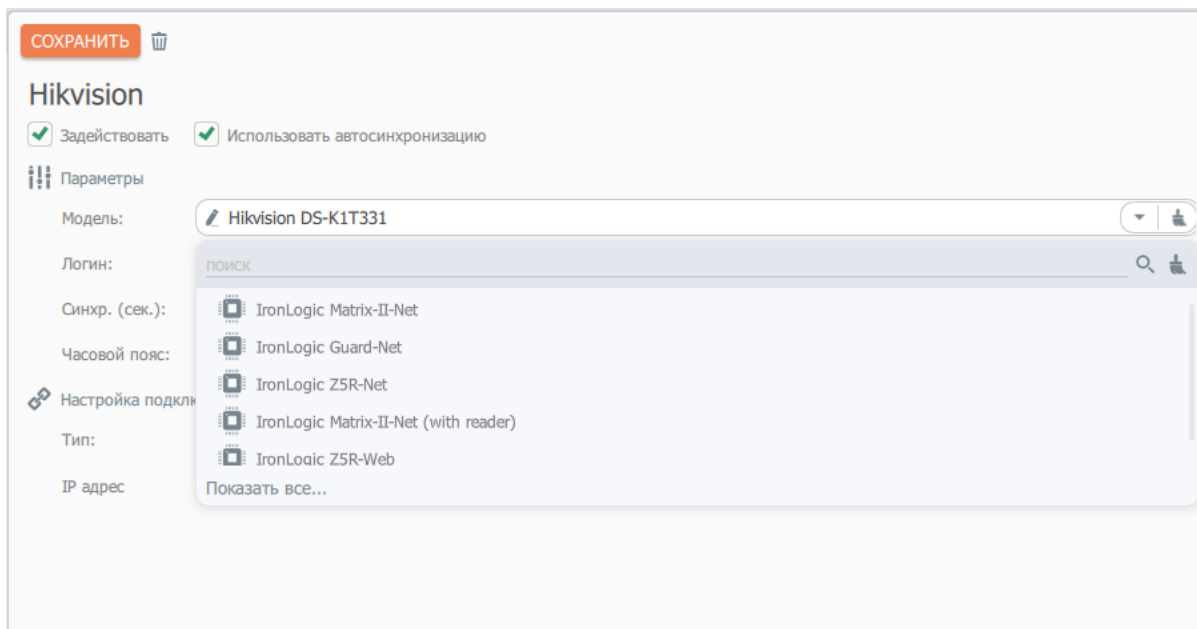 СОХРАНИТЬ
Hikvision
Задействовать Использовать автосинхронизацию
Параметры
Модель: Hikvision DS-K1T331
Логин: поиск
Синхр. (сек.): IronLogic Matrix-II-Net
IronLogic Guard-Net
Часовой пояс: IronLogic Z5R-Net
Настройка подклю IronLogic Matrix-II-Net (with reader)
Тип: IronLogic Z5R-Web
IP адрес Показать все...